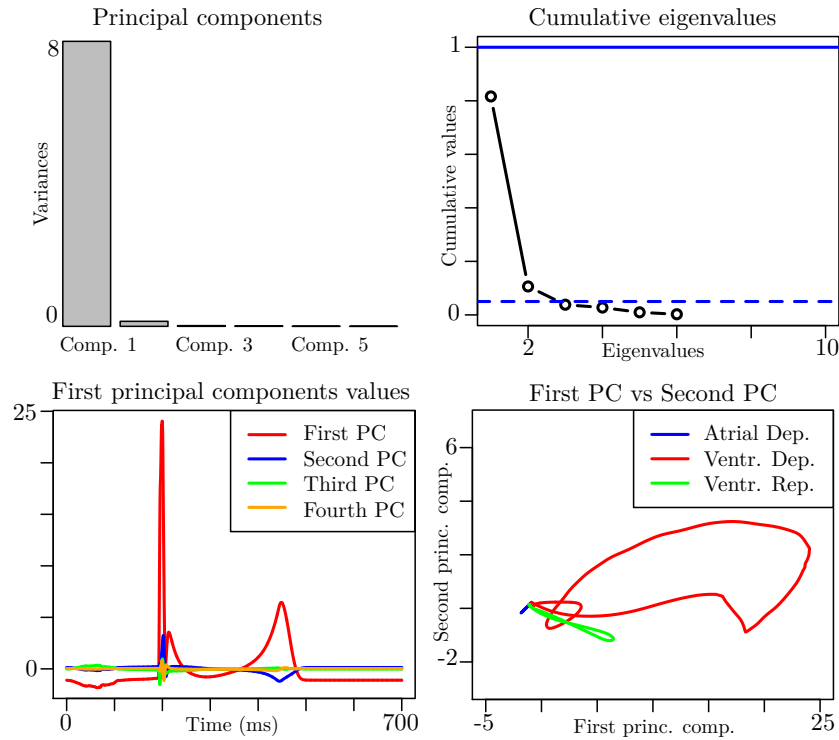 Principal components
8
Variances
0
Comp. 1
Comp. 3
Comp. 5
Cumulative eigenvalues
1
Cumulative values
0
2
10
Eigenvalues
First principal components values
25
First PC
Second PC
Third PC
Fourth PC
0
0
Time (ms)
700
First PC vs Second PC
6
Second princ. comp.
Atrial Dep.
Ventr. Dep.
Ventr. Rep.
-2
-5
25
First princ. comp.